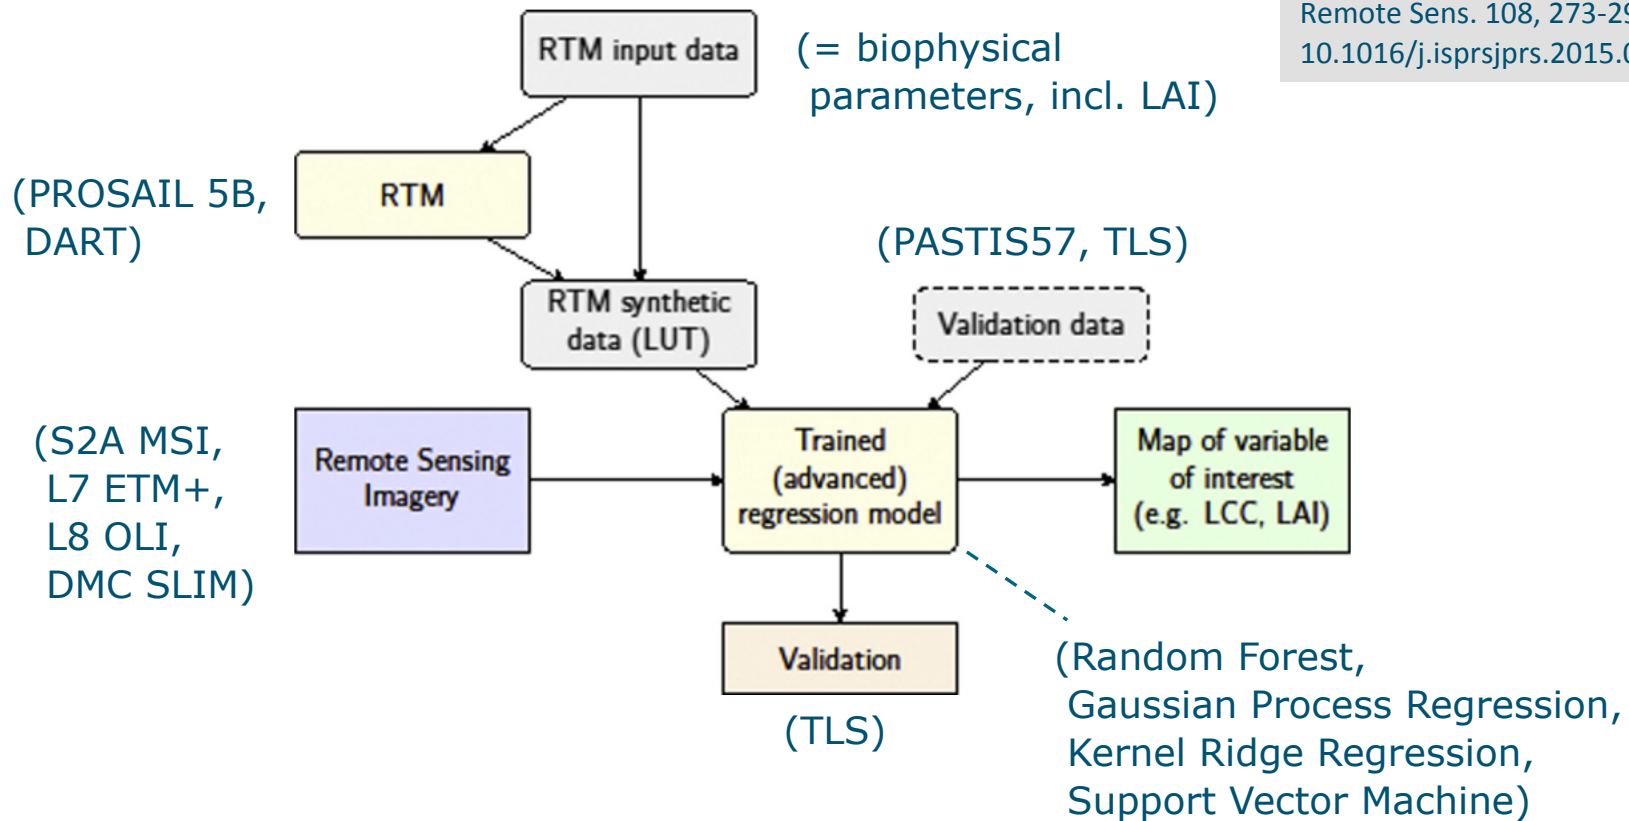 Remote Sens. 108, 273-29
10.1016/j.isprsjprs.2015.0
RTM input data
(= biophysical
parameters, incl. LAI)
(PROSAIL 5B,
DART)
RTM
(PASTIS57, TLS)
RTM synthetic
data (LUT)
Validation data
(S2A MSI,
L7 ETM+,
L8 OLI,
DMC SLIM)
Remote Sensing
Imagery
Trained
(advanced)
regression model
Map of variable
of interest
(e.g. LCC, LAI)
Validation
(TLS)
(Random Forest,
Gaussian Process Regression,
Kernel Ridge Regression,
Support Vector Machine)